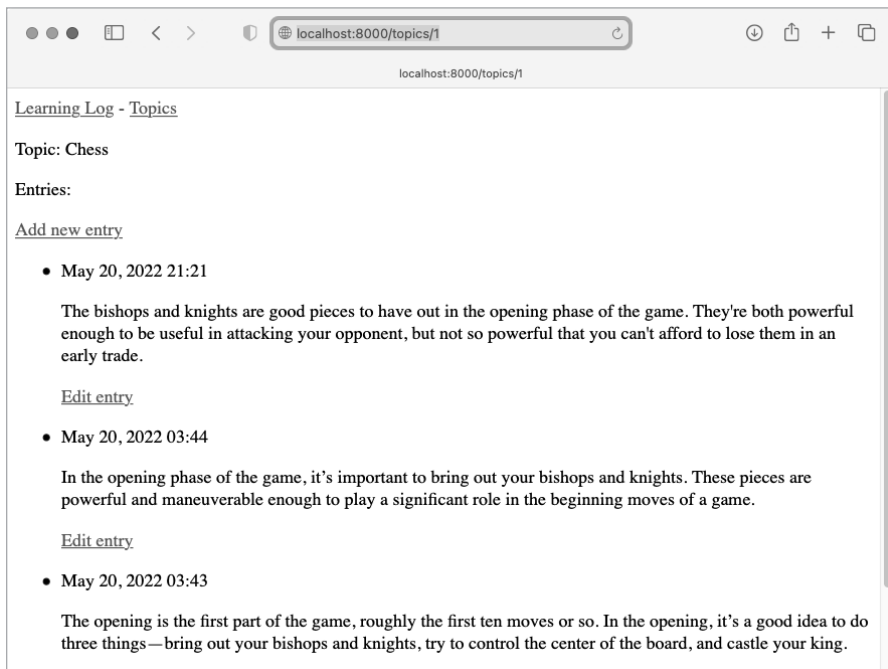 localhost:8000/topics/1
localhost:8000/topics/1
Learning Log - Topics
Topic: Chess
Entries:
Add new entry
• May 20, 2022 21:21
The bishops and knights are good pieces to have out in the opening phase of the game. They're both powerful
enough to be useful in attacking your opponent, but not so powerful that you can't afford to lose them in an
early trade.
Edit entry
• May 20, 2022 03:44
In the opening phase of the game, it’s important to bring out your bishops and knights. These pieces are
powerful and maneuverable enough to play a significant role in the beginning moves of a game.
Edit entry
• May 20, 2022 03:43
The opening is the first part of the game, roughly the first ten moves or so. In the opening, it’s a good idea to do
three things—bring out your bishops and knights, try to control the center of the board, and castle your king.